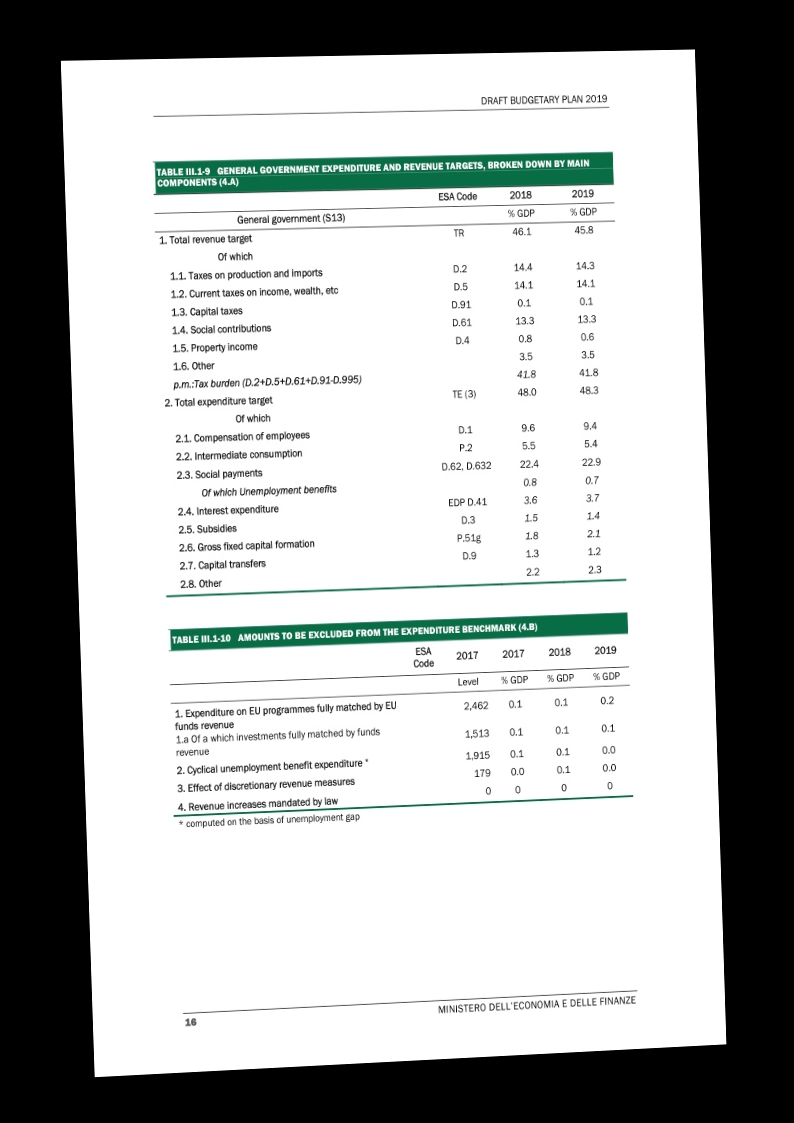 DRAFT BUDGETARY PLAN 2019
TABLE III.1-9 GENERAL GOVERNMENT EXPENDITURE AND REVENUE TARGETS, BROKEN DOWN BY MAIN
COMPONENTS (4.A)
ESA Code 2018 2019
General government (S13) % GDP % GDP
1. Total revenue target TR 46.1 45.8
Of which
1.1. Taxes on production and imports D.2 14.4 14.3
1.2. Current taxes on income, wealth, etc D.5 14.1 14.1
1.3. Capital taxes D.91 0.1 0.1
1.4. Social contributions D.61 13.3 13.3
1.5. Property income D.4 0.8 0.6
1.6. Other 3.5 3.5
p.m.:Tax burden (D.2+D.5+D.61+D.91-D.995) 41.8 41.8
2. Total expenditure target TE (3) 48.0 48.3
Of which
2.1. Compensation of employees D.1 9.6 9.4
2.2. Intermediate consumption P.2 5.5 5.4
2.3. Social payments D.62, D.632 22.4 22.9
Of which Unemployment benefits 0.8 0.7
2.4. Interest expenditure EDP D.41 3.6 3.7
2.5. Subsidies D.3 1.5 1.4
2.6. Gross fixed capital formation P.51g 1.8 2.1
2.7. Capital transfers D.9 1.3 1.2
2.8. Other 2.2 2.3
TABLE III.1-10 AMOUNTS TO BE EXCLUDED FROM THE EXPENDITURE BENCHMARK (4.B)
ESA
Code 2017 2017 2018 2019
Level % GDP % GDP % GDP
1. Expenditure on EU programmes fully matched by EU
funds revenue 2,462 0.1 0.1 0.2
1.a Of a which investments fully matched by funds
revenue 1,513 0.1 0.1 0.1
2. Cyclical unemployment benefit expenditure * 1,915 0.1 0.1 0.0
3. Effect of discretionary revenue measures 179 0.0 0.1 0.0
4. Revenue increases mandated by law 0 0 0 0
* computed on the basis of unemployment gap
16
MINISTERO DELL'ECONOMIA E DELLE FINANZE